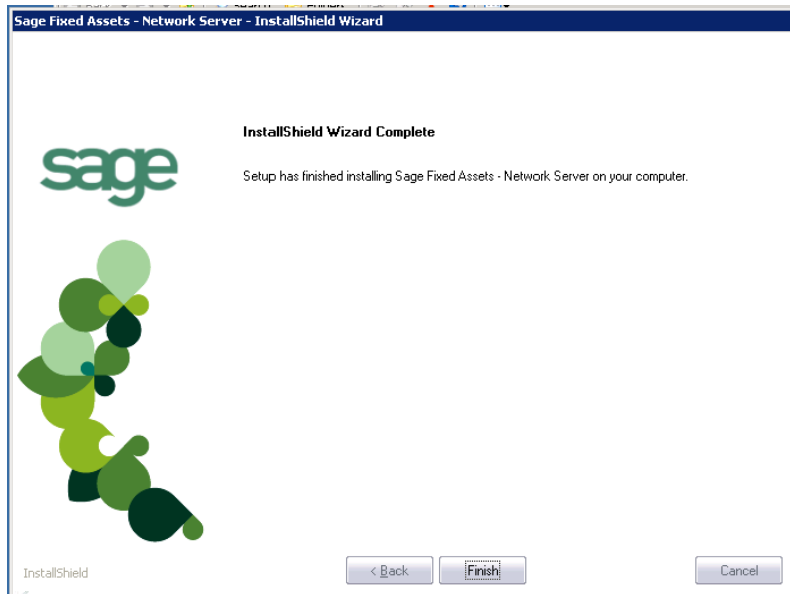 Sage Fixed Assets - Network Server - InstallShield Wizard
InstallShield Wizard Complete
sage
Setup has finished installing Sage Fixed Assets - Network Server on your computer.
InstallShield
< Back
Finish
Cancel